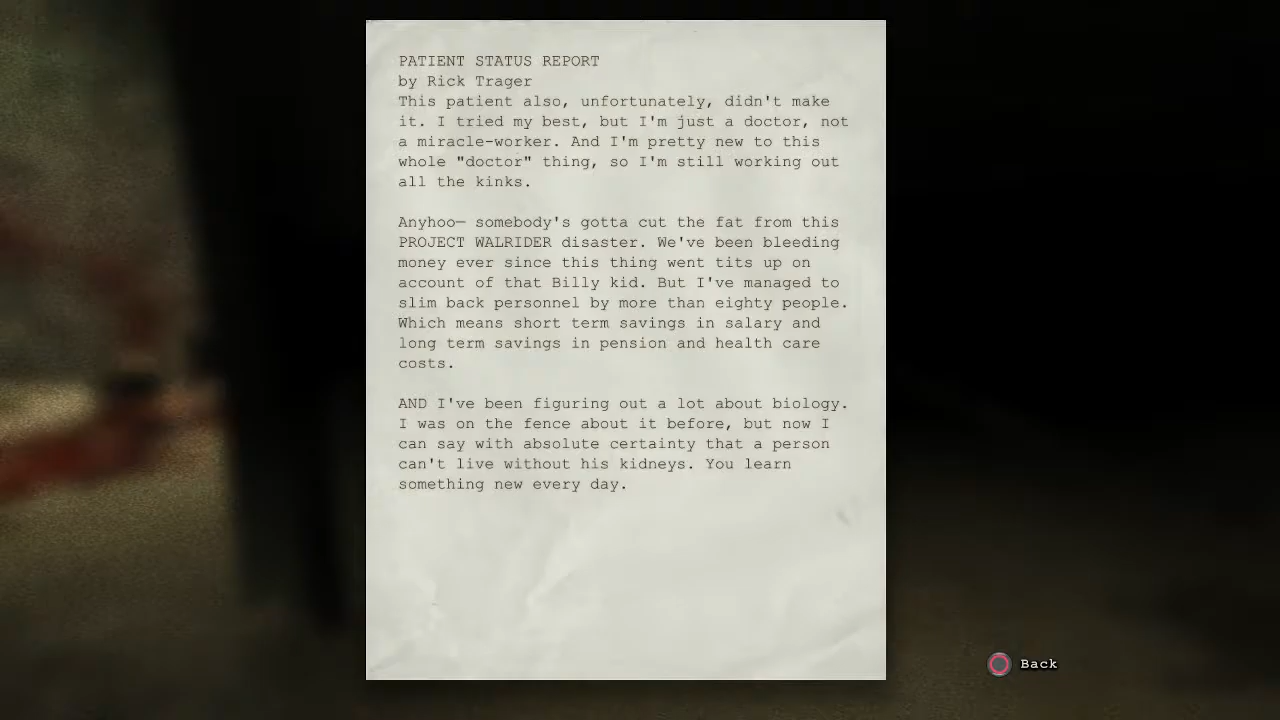 PATIENT STATUS REPORT
by Rick Trager
This patient also, unfortunately, didn't make
it. I tried my best, but I'm just a doctor, not
a miracle-worker. And I'm pretty new to this
whole "doctor" thing, so I'm still working out
all the kinks.
Anyhoo— somebody's gotta cut the fat from this
PROJECT WALRIDER disaster. We've been bleeding
money ever since this thing went tits up on
account of that Billy kid. But I've managed to
slim back personnel by more than eighty people.
Which means short term savings in salary and
long term savings in pension and health care
costs.
AND I've been figuring out a lot about biology.
I was on the fence about it before, but now I
can say with absolute certainty that a person
can't live without his kidneys. You learn
something new every day.
Back